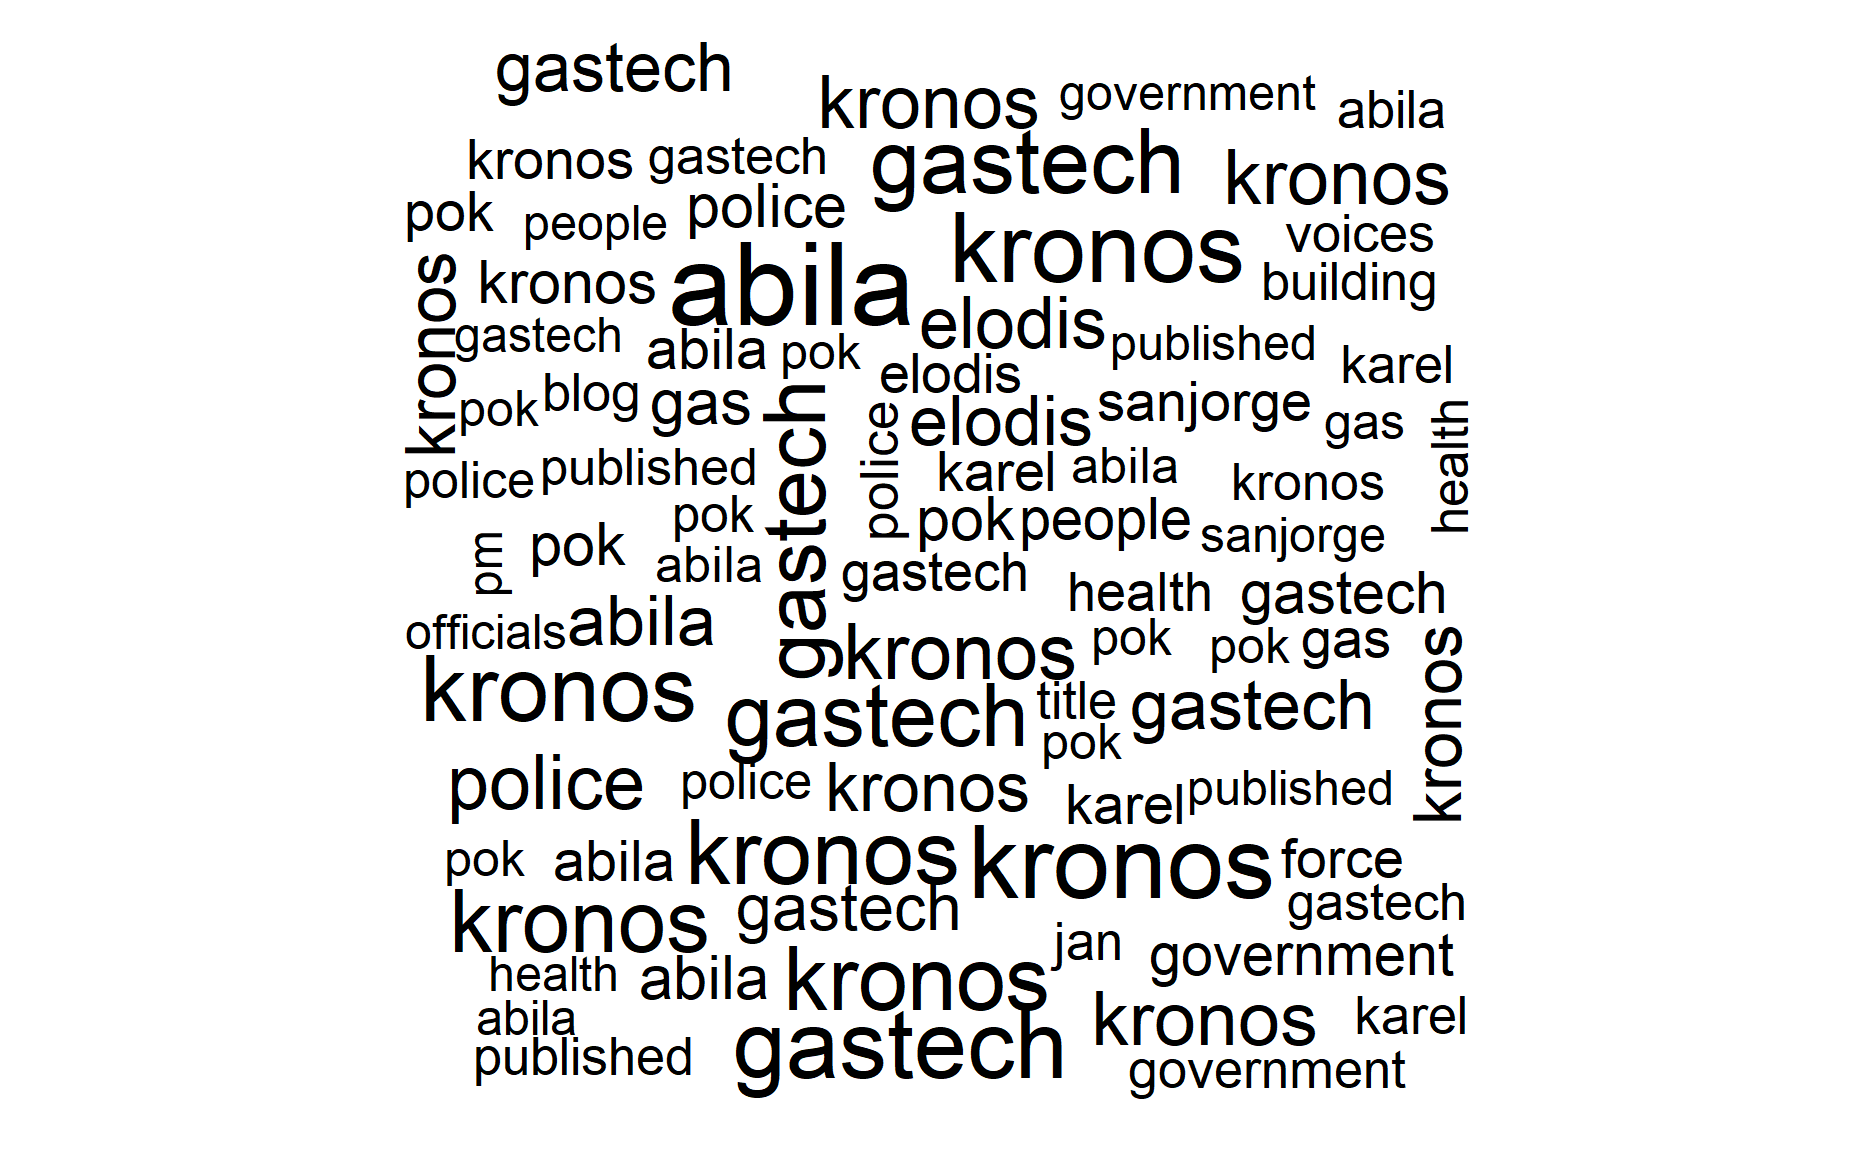 gastech
kronos government abila
kronos gastech gastech kronos
pok people police kronos voices
kronos kronos abila building
gastech abila pok elodis published karel
pok blog gas gastech elodis sanjorge gas
police published police elodis health
karel abila kronos
pok pok people sanjorge
pm pok abila gastech health gastech
officials abila kronos pok pok gas kronos
kronos gastech title gastech
pok
police police kronos karel published
pok abila kronos kronos force
kronos gastech gastech
health abila kronos jan government
abila kronos karel
published gastech government